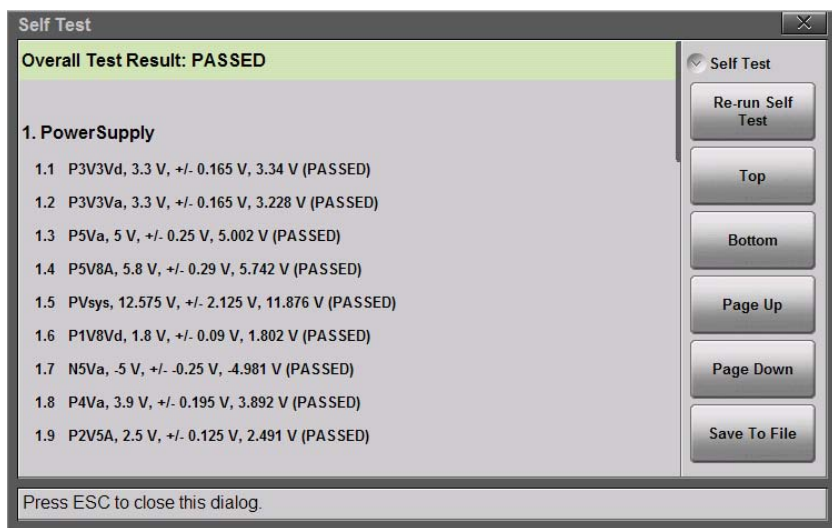 Self Test
Overall Test Result: PASSED
1. PowerSupply
1.1 P3V3Vd, 3.3 V, +/- 0.165 V, 3.34 V (PASSED)
1.2 P3V3Va, 3.3 V, +/- 0.165 V, 3.228 V (PASSED)
1.3 P5Va, 5 V, +/- 0.25 V, 5.002 V (PASSED)
1.4 P5V8A, 5.8 V, +/- 0.29 V, 5.742 V (PASSED)
1.5 PVsys, 12.575 V, +/- 2.125 V, 11.876 V (PASSED)
1.6 P1V8Vd, 1.8 V, +/- 0.09 V, 1.802 V (PASSED)
1.7 N5Va, -5 V, +/- -0.25 V, -4.981 V (PASSED)
1.8 P4Va, 3.9 V, +/- 0.195 V, 3.892 V (PASSED)
1.9 P2V5A, 2.5 V, +/- 0.125 V, 2.491 V (PASSED)
Self Test
Re-run Self
Test
Top
Bottom
Page Up
Page Down
Save To File
Press ESC to close this dialog.